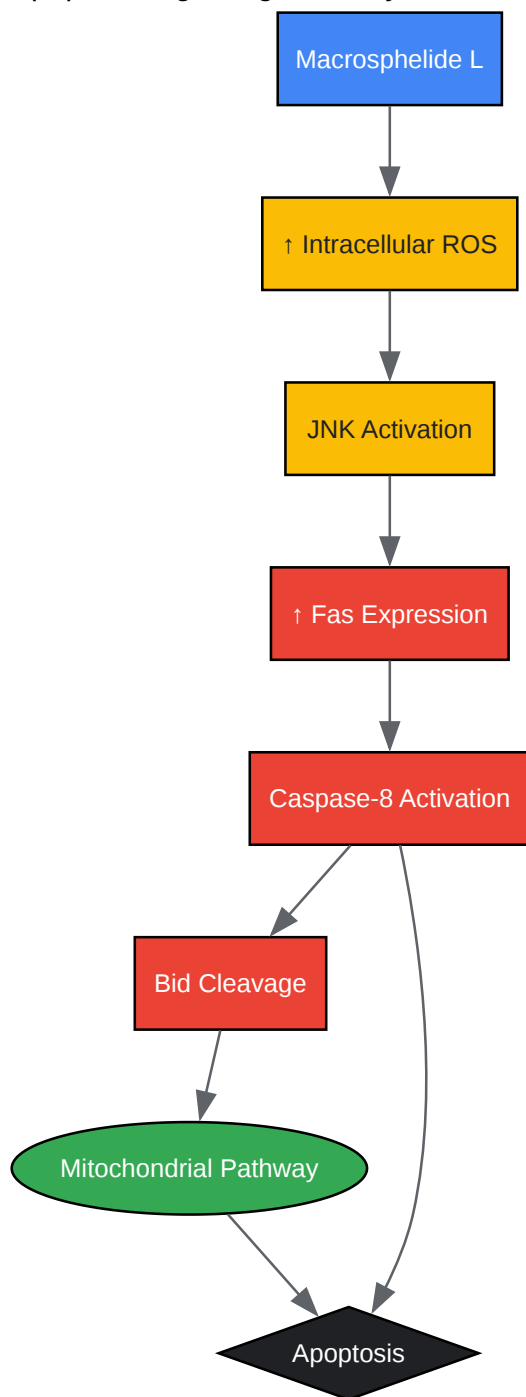 Macrosphelide L
↑ Intracellular ROS
JNK Activation
↑ Fas Expression
Caspase-8 Activation
Bid Cleavage
Mitochondrial Pathway
Apoptosis